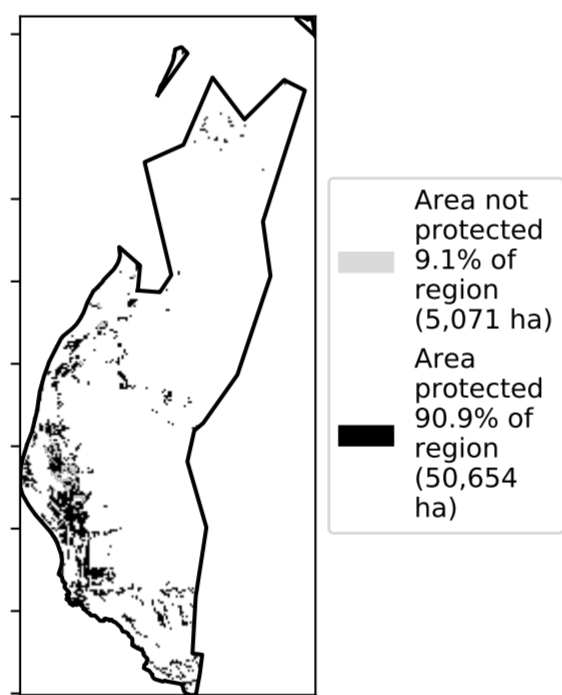 Area not
protected
9.1% of
region
(5,071 ha)
Area
protected
90.9% of
region
(50,654
ha)